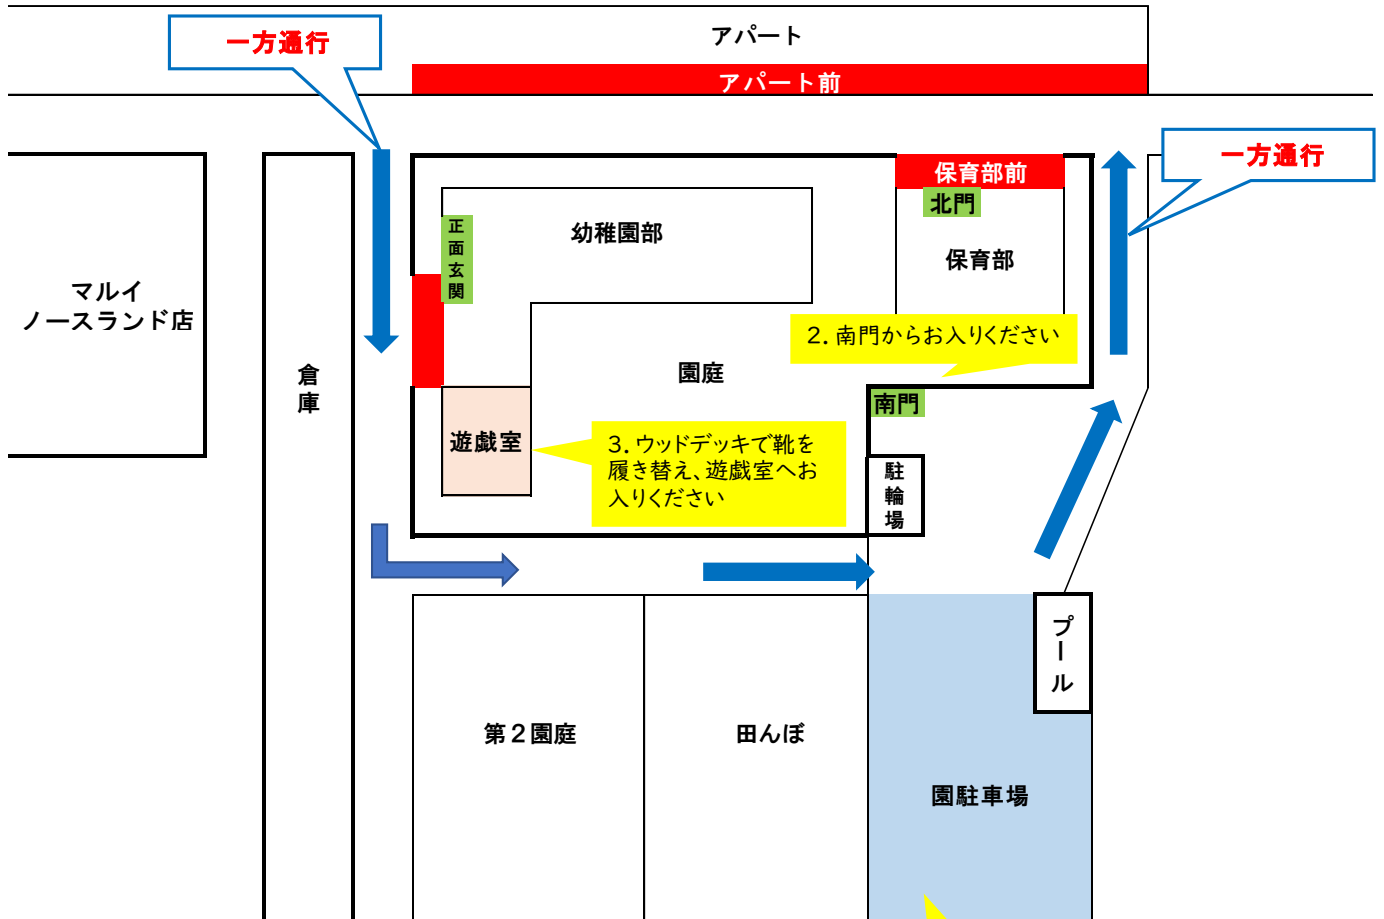 アパート
一方通行
アパート前
一方通行
保育部前
北門
正面玄関
幼稚園部
保育部
マルイ
ノースランド店
2．南門からお入りください
倉庫
園庭
南門
遊戯室
3．ウッドデッキで靴を
履き替え、遊戯室へお
入りください
駐輪場
プール
第２園庭
田んぼ
園駐車場